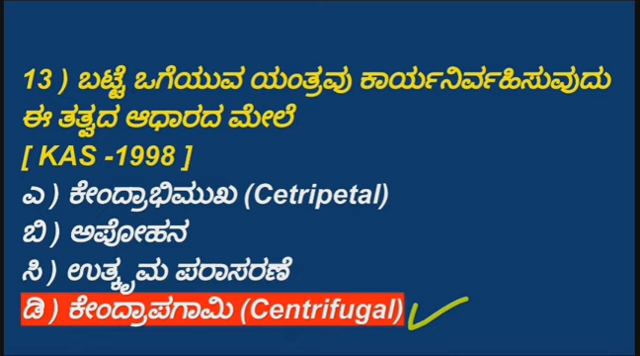 13 ) ಬಟ್ಟೆ ಒಗೆಯುವ ಯಂತ್ರವು ಕಾರ್ಯನಿರ್ವಹಿಸುವುದು
ಈ ತತ್ವದ ಆಧಾರದ ಮೇಲೆ
[ KAS -1998 ]
ಎ ) ಕೇಂದ್ರಾಭಿಮುಖ (Cetripetal)
ಬಿ ) ಅಪೋಹನ
ಸಿ ) ಉತ್ಕೃಮ ಪರಾಸರಣೆ
ಡಿ ) ಕೇಂದ್ರಾಪಗಾಮಿ (Centrifugal)